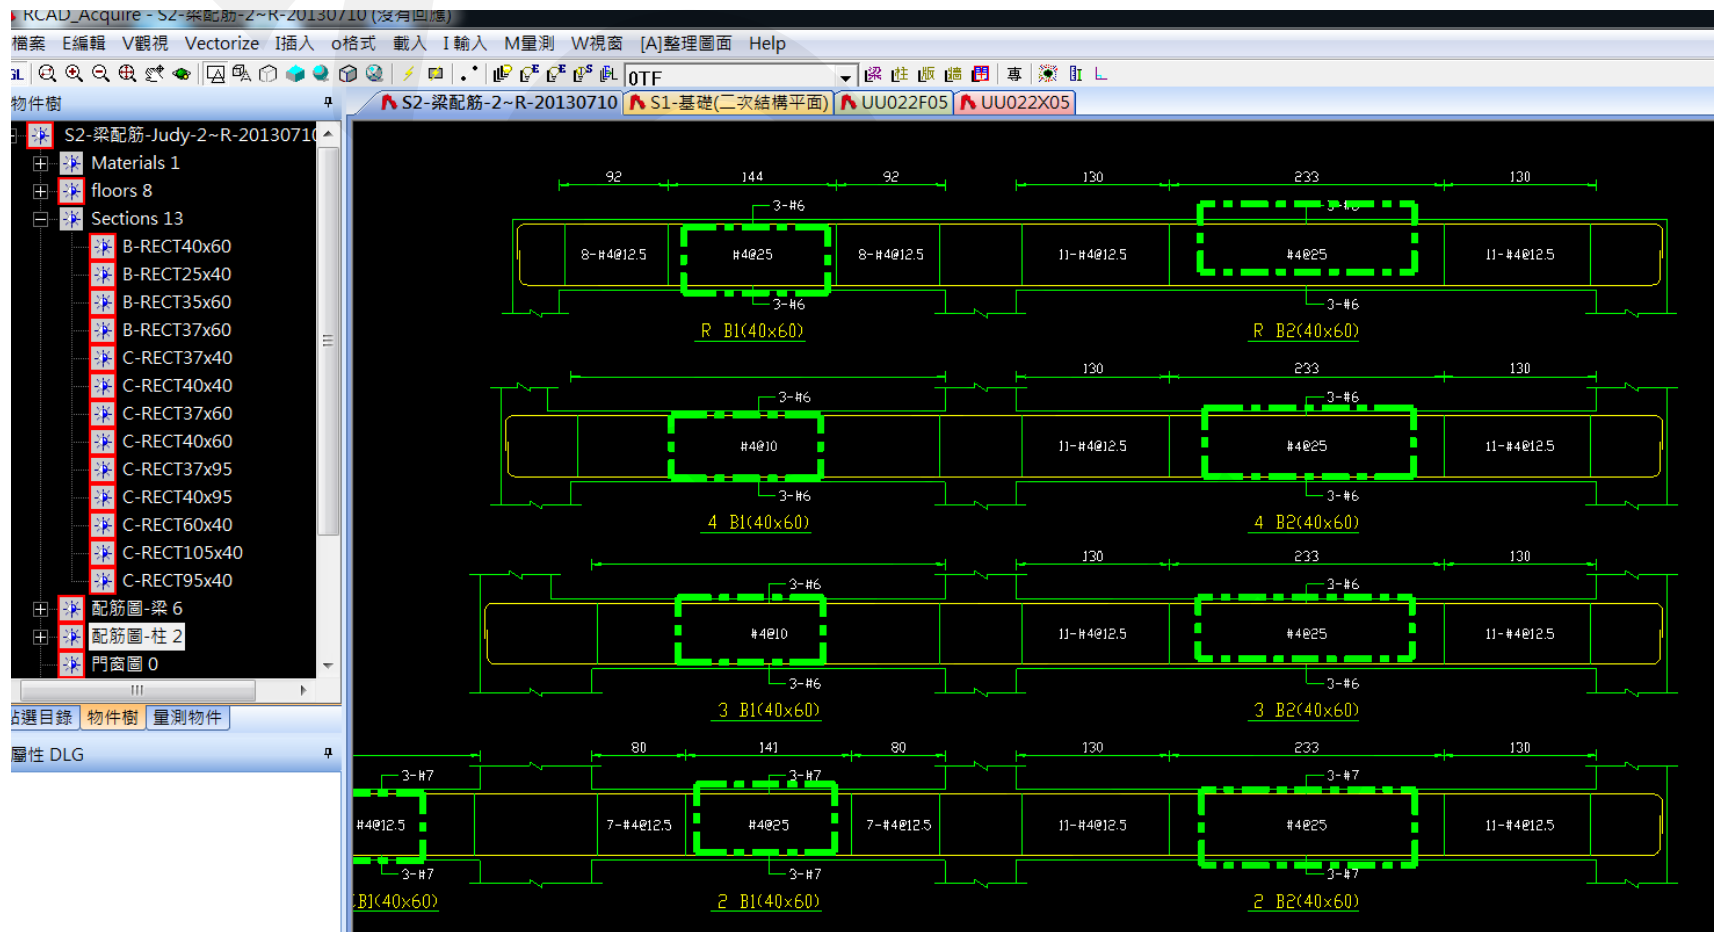 RCAD_Acquire - S2-梁配筋-2~R-20130710 (沒有回應)
檔案 E編輯 V觀視 Vectorize I插入 o格式 載入 I輸入 M量測 W視窗 [A]整理圖面 Help
0TF 梁 柱 版 牆 專
物件樹
S2-梁配筋-2~R-20130710 S1-基礎(二次結構平面) UU022F05 UU022X05
S2-梁配筋-Judy-2~R-2013071
Materials 1
floors 8
Sections 13
B-RECT40x60
B-RECT25x40
B-RECT35x60
B-RECT37x60
C-RECT37x40
C-RECT40x40
C-RECT37x60
C-RECT40x60
C-RECT37x95
C-RECT40x95
C-RECT60x40
C-RECT105x40
C-RECT95x40
配筋圖-梁 6
配筋圖-柱 2
門窗圖 0
點選目錄 物件樹 量測物件
屬性 DLG
92 144 92 130 233 130
3-#6 3-#6
8-#4@12.5 #4@25 8-#4@12.5 11-#4@12.5 #4@25 11-#4@12.5
3-#6 3-#6
R B1(40x60) R B2(40x60)
130 233 130
3-#6 3-#6
#4@10 11-#4@12.5 #4@25 11-#4@12.5
3-#6 3-#6
4 B1(40x60) 4 B2(40x60)
130 233 130
3-#6 3-#6
#4@10 11-#4@12.5 #4@25 11-#4@12.5
3-#6 3-#6
3 B1(40x60) 3 B2(40x60)
80 141 80 130 233 130
3-#7 3-#7 3-#7
#4@12.5 7-#4@12.5 #4@25 7-#4@12.5 11-#4@12.5 #4@25 11-#4@12.5
3-#7 3-#7 3-#7
B1(40x60) 2 B1(40x60) 2 B2(40x60)